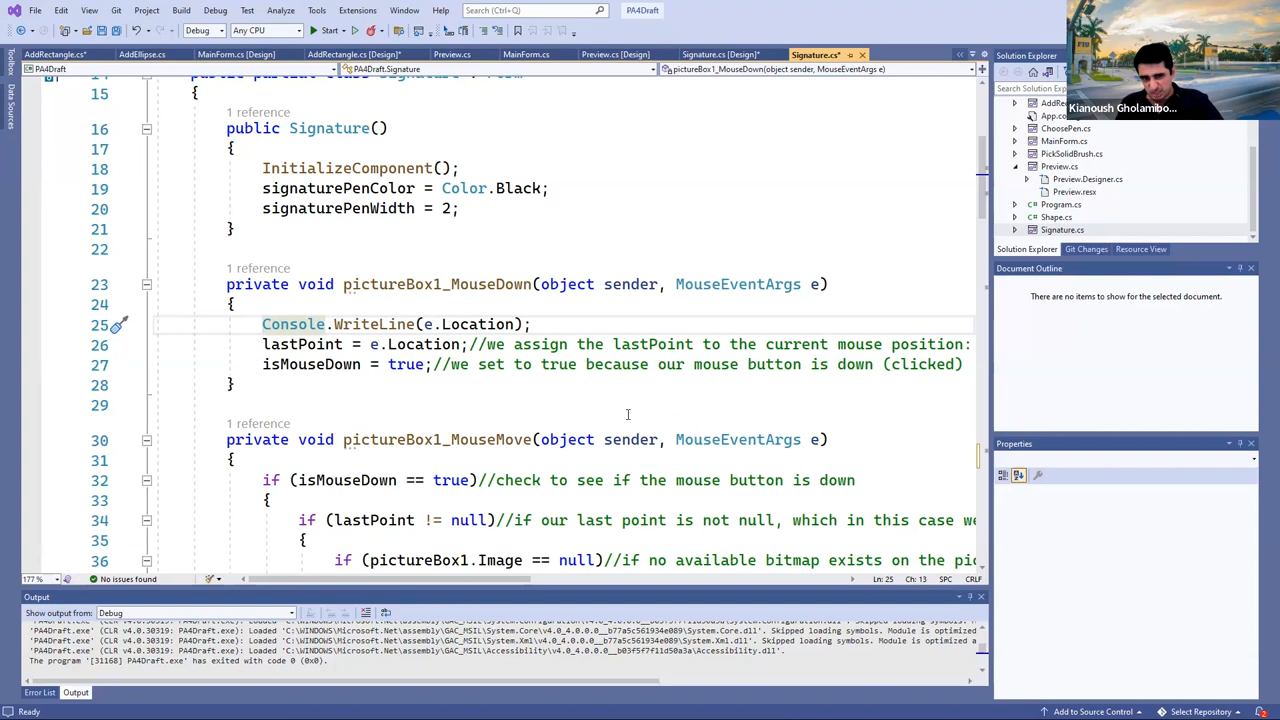 File Edit View Git Project Build Debug Test Analyze Tools Extensions Window Help Search (Ctrl+Q) PA4Draft
Debug Any CPU Start
AddRectangle.cs* AddEllipse.cs MainForm.cs [Design] AddRectangle.cs [Design]* Preview.cs MainForm.cs Preview.cs [Design] Signature.cs [Design]* Signature.cs*
PA4Draft PA4Draft.Signature pictureBox1_MouseDown(object sender, MouseEventArgs e)
15 {
1 reference
16 public Signature()
17 {
18 InitializeComponent();
19 signaturePenColor = Color.Black;
20 signaturePenWidth = 2;
21 }
22
1 reference
23 private void pictureBox1_MouseDown(object sender, MouseEventArgs e)
24 {
25 Console.WriteLine(e.Location);
26 lastPoint = e.Location;//we assign the lastPoint to the current mouse position:
27 isMouseDown = true;//we set to true because our mouse button is down (clicked)
28 }
29
1 reference
30 private void pictureBox1_MouseMove(object sender, MouseEventArgs e)
31 {
32 if (isMouseDown == true)//check to see if the mouse button is down
33 {
34 if (lastPoint != null)//if our last point is not null, which in this case we
35 {
36 if (pictureBox1.Image == null)//if no available bitmap exists on the pic
177 % No issues found Ln: 25 Ch: 13 SPC CRLF
Output
Show output from: Debug
'PA4Draft.exe' (CLR v4.0.30319: PA4Draft.exe): Loaded 'C:\WINDOWS\Microsoft.Net\assembly\GAC_MSIL\System.Core\v4.0_4.0.0.0__b77a5c561934e089\System.Core.dll'. Skipped loading symbols. Module is optimized a
'PA4Draft.exe' (CLR v4.0.30319: PA4Draft.exe): Loaded 'C:\WINDOWS\Microsoft.Net\assembly\GAC_MSIL\System.Xml\v4.0_4.0.0.0__b77a5c561934e089\System.Xml.dll'. Skipped loading symbols. Module is optimized an
'PA4Draft.exe' (CLR v4.0.30319: PA4Draft.exe): Loaded 'C:\WINDOWS\Microsoft.Net\assembly\GAC_MSIL\Accessibility\v4.0_4.0.0.0__b03f5f7f11d50a3a\Accessibility.dll'.
The program '[31168] PA4Draft.exe' has exited with code 0 (0x0).
Error List Output
Ready Add to Source Control Select Repository 2
Toolbox
Data Sources
Solution Explorer
Search Solution Exp
AddRec
App.co
ChoosePen.cs
MainForm.cs
PickSolidBrush.cs
Preview.cs
Preview.Designer.cs
Preview.resx
Program.cs
Shape.cs
Signature.cs
Solution Explorer Git Changes Resource View
Document Outline
There are no items to show for the selected document.
Properties
FIU
Kianoush Gholamibo...